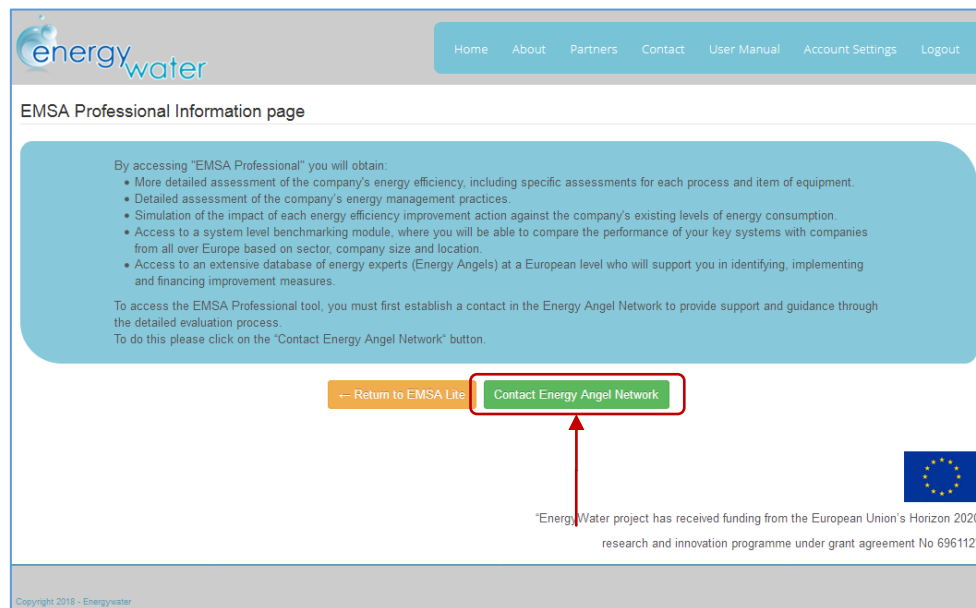 energy
water
Home About Partners Contact User Manual Account Settings Logout
EMSA Professional Information page
By accessing "EMSA Professional" you will obtain:
• More detailed assessment of the company's energy efficiency, including specific assessments for each process and item of equipment.
• Detailed assessment of the company's energy management practices.
• Simulation of the impact of each energy efficiency improvement action against the company's existing levels of energy consumption.
• Access to a system level benchmarking module, where you will be able to compare the performance of your key systems with companies
from all over Europe based on sector, company size and location.
• Access to an extensive database of energy experts (Energy Angels) at a European level who will support you in identifying, implementing
and financing improvement measures.
To access the EMSA Professional tool, you must first establish a contact in the Energy Angel Network to provide support and guidance through
the detailed evaluation process.
To do this please click on the "Contact Energy Angel Network" button.
← Return to EMSA Lite Contact Energy Angel Network
"EnergyWater project has received funding from the European Union's Horizon 2020
research and innovation programme under grant agreement No 696112"
Copyright 2018 - Energywater